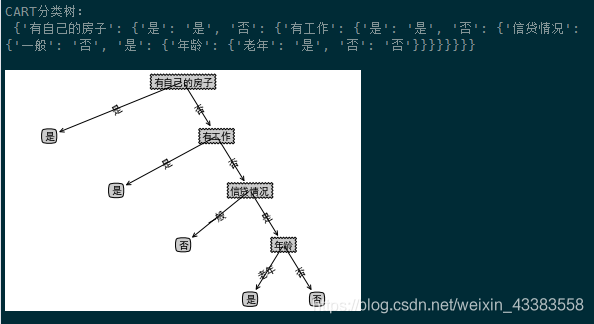 CART分类树:
{'有自己的房子': {'是': '是', '否': {'有工作': {'是': '是', '否': {'信贷情况':
{'一般': '否', '是': {'年龄': {'老年': '是', '否': '否'}}}}}}}}
有自己的房子
是
否
是
有工作
是
否
是
信贷情况
一般
是
否
年龄
老年
否
是
否
https://blog.csdn.net/weixin_43383558